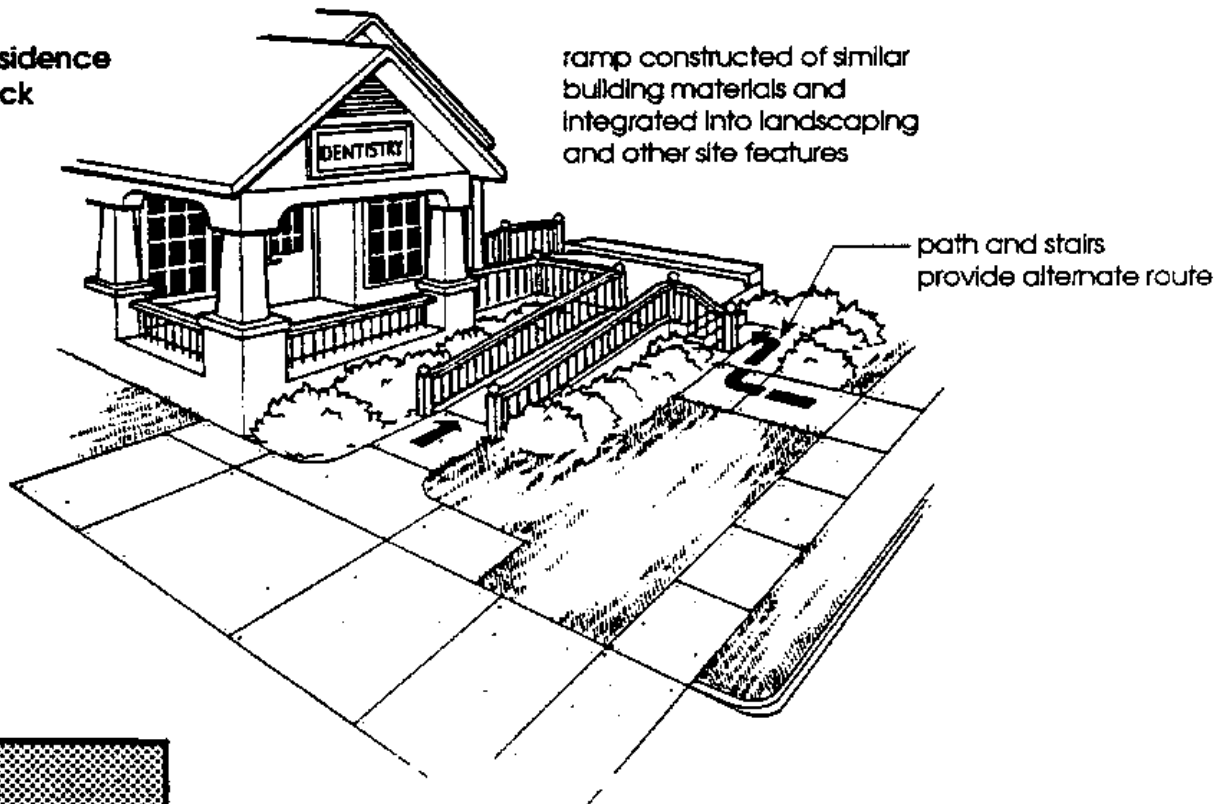 sidence
ck
ramp constructed of similar
building materials and
integrated into landscaping
and other site features
DENTISTRY
path and stairs
provide alternate route